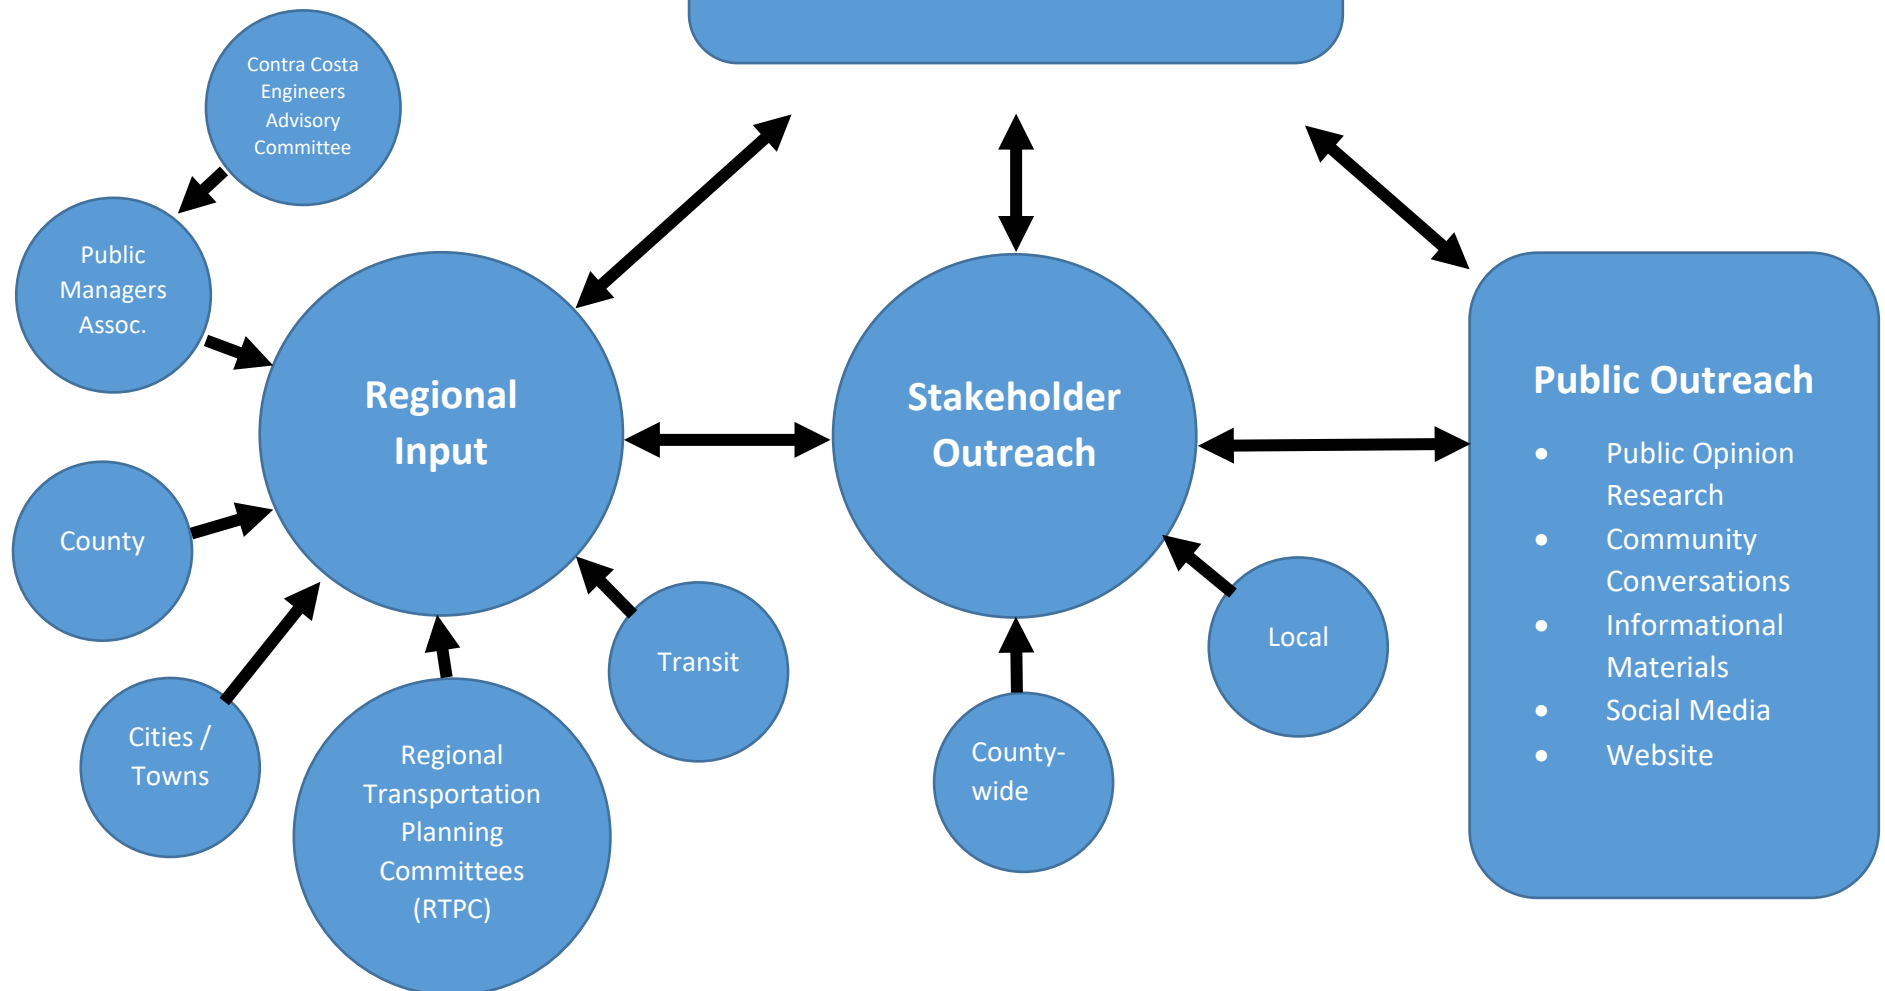 Contra Costa
Engineers
Advisory
Committee
Public
Managers
Assoc.
Regional
Input
Stakeholder
Outreach
Public Outreach
● Public Opinion
Research
● Community
Conversations
● Informational
Materials
● Social Media
● Website
County
Cities /
Towns
Regional
Transportation
Planning
Committees
(RTPC)
Transit
County-
wide
Local